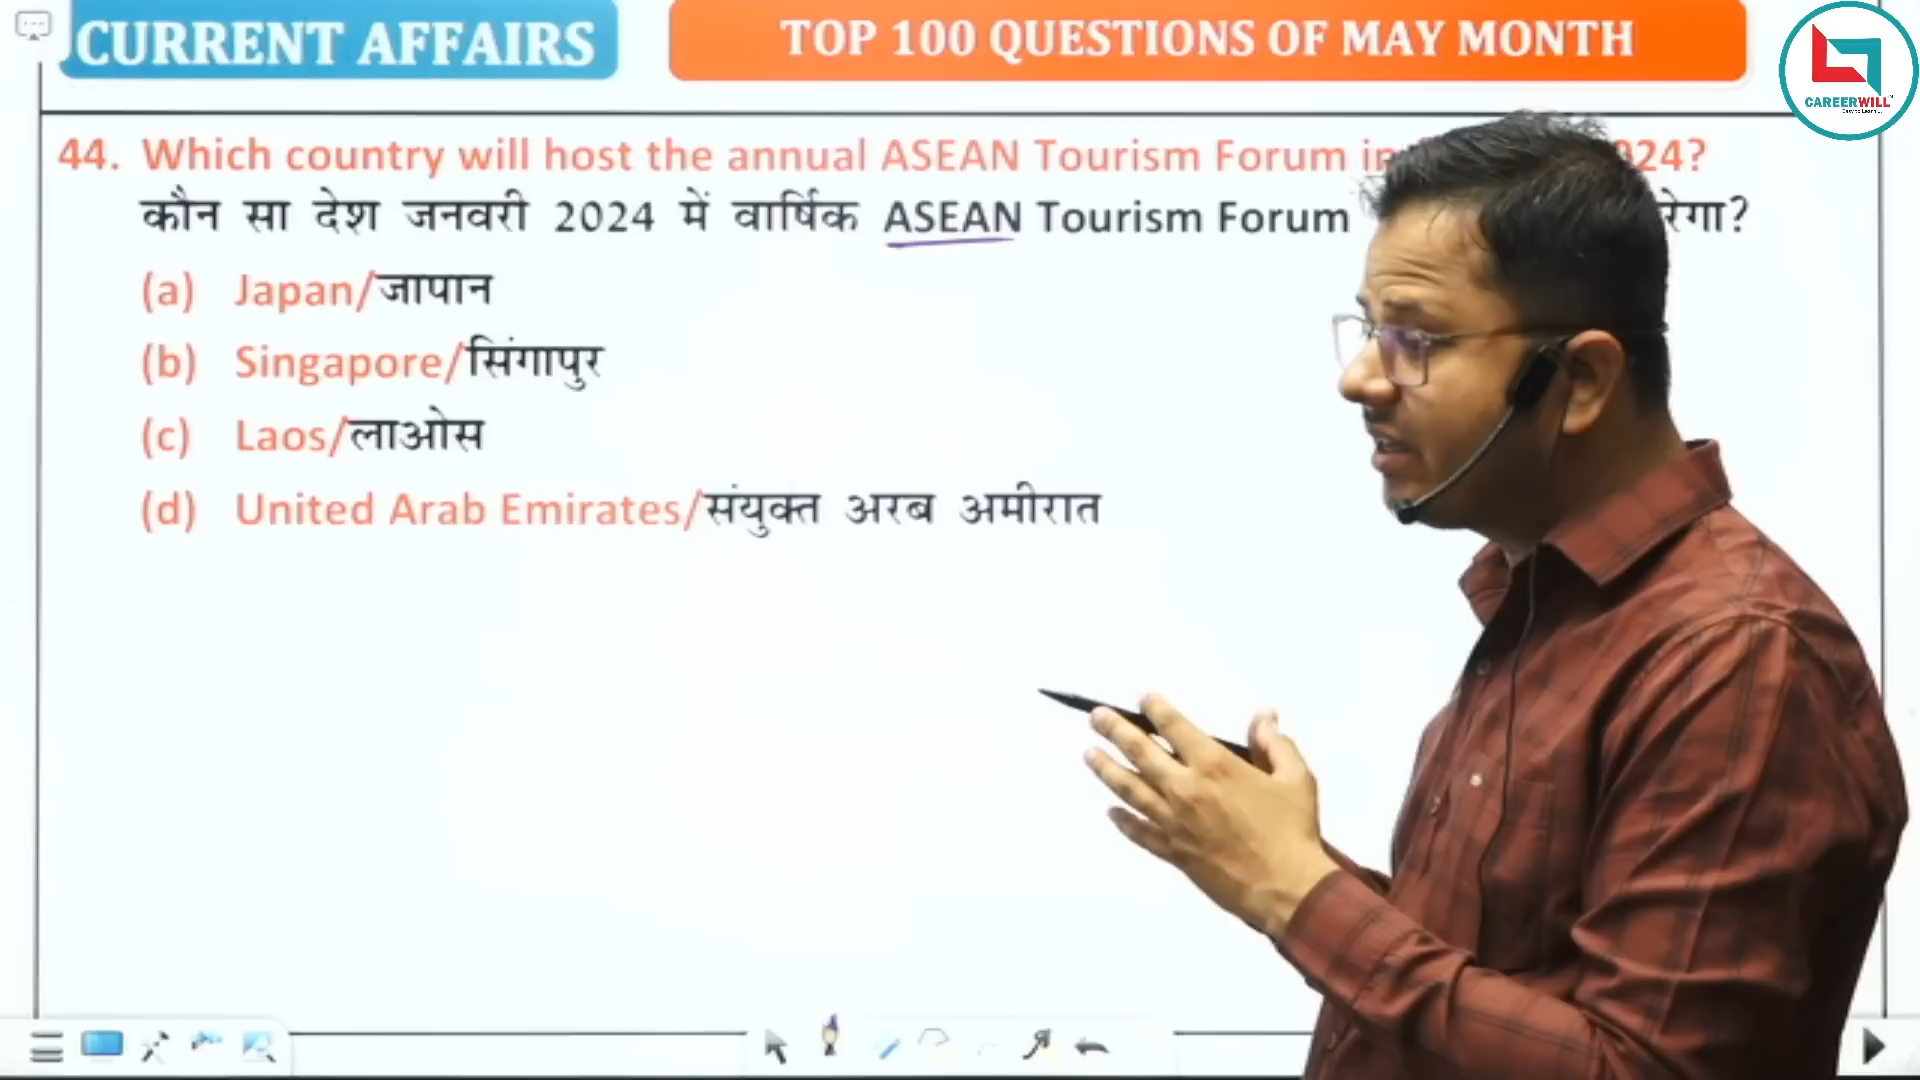 CURRENT AFFAIRS
TOP 100 QUESTIONS OF MAY MONTH
CAREERWILL
44. Which country will host the annual ASEAN Tourism Forum in 024?
कौन सा देश जनवरी 2024 में वार्षिक ASEAN Tourism Forum रेगा?
(a) Japan/जापान
(b) Singapore/सिंगापुर
(c) Laos/लाओस
(d) United Arab Emirates/संयुक्त अरब अमीरात